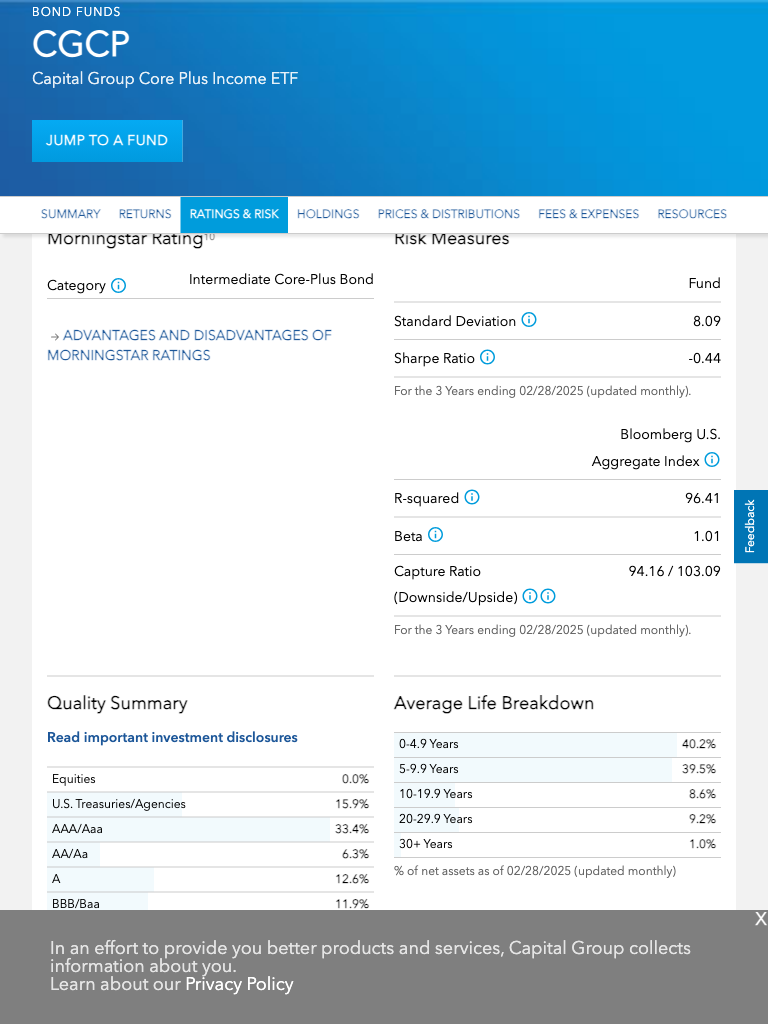 BOND FUNDS
CGCP
Capital Group Core Plus Income ETF
JUMP TO A FUND
SUMMARY
RETURNS
RATINGS & RISK
HOLDINGS
PRICES & DISTRIBUTIONS
FEES & EXPENSES
RESOURCES
Morningstar Rating10
Category Intermediate Core-Plus Bond
→ ADVANTAGES AND DISADVANTAGES OF
MORNINGSTAR RATINGS
Risk Measures
Fund
Standard Deviation 8.09
Sharpe Ratio -0.44
For the 3 Years ending 02/28/2025 (updated monthly).
Bloomberg U.S.
Aggregate Index
R-squared 96.41
Beta 1.01
Capture Ratio 94.16 / 103.09
(Downside/Upside)
For the 3 Years ending 02/28/2025 (updated monthly).
Feedback
Quality Summary
Read important investment disclosures
Equities 0.0%
U.S. Treasuries/Agencies 15.9%
AAA/Aaa 33.4%
AA/Aa 6.3%
A 12.6%
BBB/Baa 11.9%
Average Life Breakdown
0-4.9 Years 40.2%
5-9.9 Years 39.5%
10-19.9 Years 8.6%
20-29.9 Years 9.2%
30+ Years 1.0%
% of net assets as of 02/28/2025 (updated monthly)
X
In an effort to provide you better products and services, Capital Group collects
information about you.
Learn about our Privacy Policy